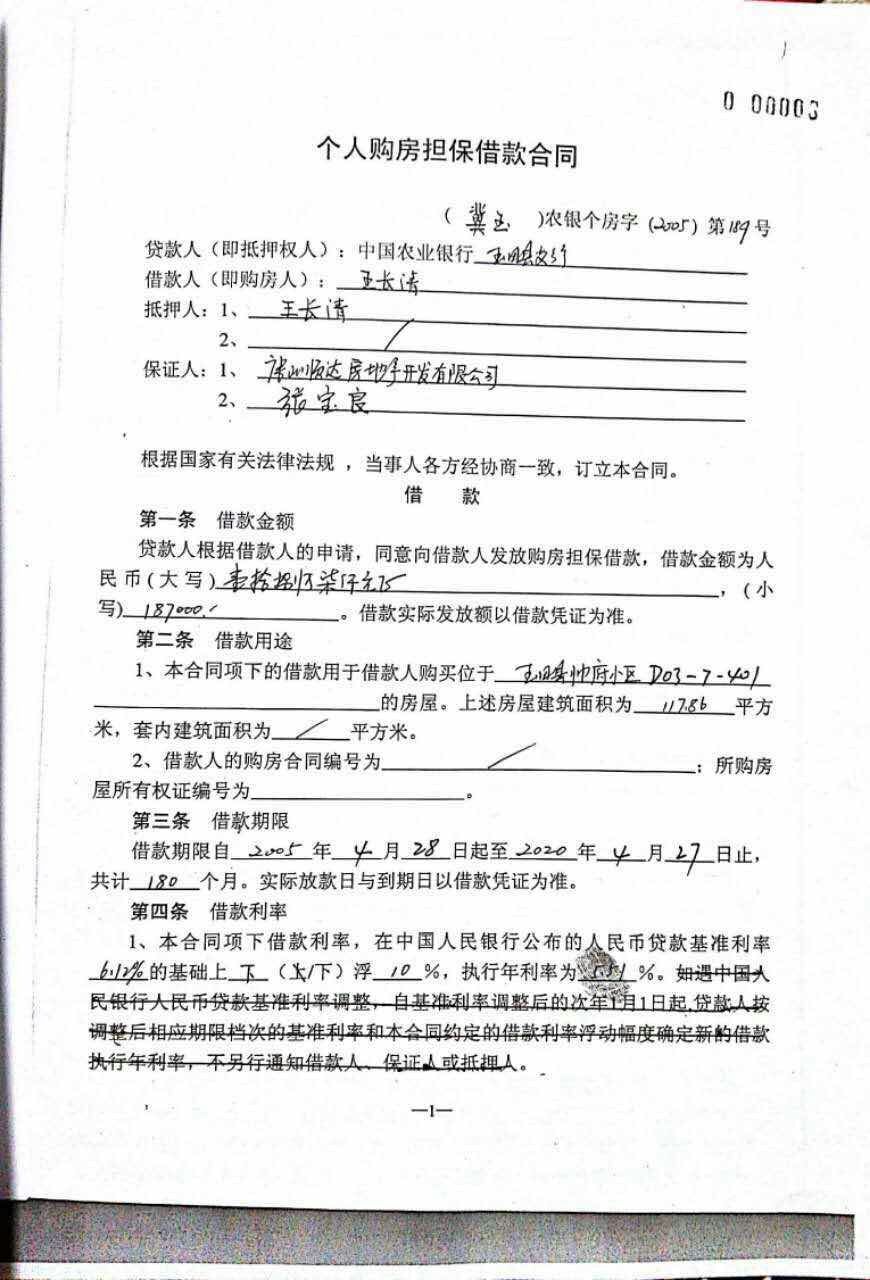 0 00003
个人购房担保借款合同
( 冀玉 )农银个房字 (2005) 第189号
贷款人（即抵押权人）：中国农业银行 玉田县支行
借款人（即购房人）： 王长清
抵押人：1、 王长清
2、 /
保证人：1、 唐山恒达房地产开发有限公司
2、 张宝良
根据国家有关法律法规 ，当事人各方经协商一致，订立本合同。
借 款
第一条 借款金额
贷款人根据借款人的申请，同意向借款人发放购房担保借款，借款金额为人
民币(大写) 壹拾捌万柒仟元正 ，(小
写) 187000.- 。借款实际发放额以借款凭证为准。
第二条 借款用途
1、本合同项下的借款用于借款人购买位于 玉田县帅府小区D03-7-401
的房屋。上述房屋建筑面积为 117.86 平方
米，套内建筑面积为 / 平方米。
2、借款人的购房合同编号为 / ；所购房
屋所有权证编号为 。
第三条 借款期限
借款期限自 2005 年 4 月 28 日起至 2020 年 4 月 27 日止，
共计 180 个月。实际放款日与到期日以借款凭证为准。
第四条 借款利率
1、本合同项下借款利率，在中国人民银行公布的人民币贷款基准利率
6.12% 的基础上 下 （上/下）浮 10 %，执行年利率为 5.51 %。如遇中国人
民银行人民币贷款基准利率调整，自基准利率调整后的次年1月1日起,贷款人按
调整后相应期限档次的基准利率和本合同约定的借款利率浮动幅度确定新的借款
执行年利率，不另行通知借款人、保证人或抵押人。
—1—